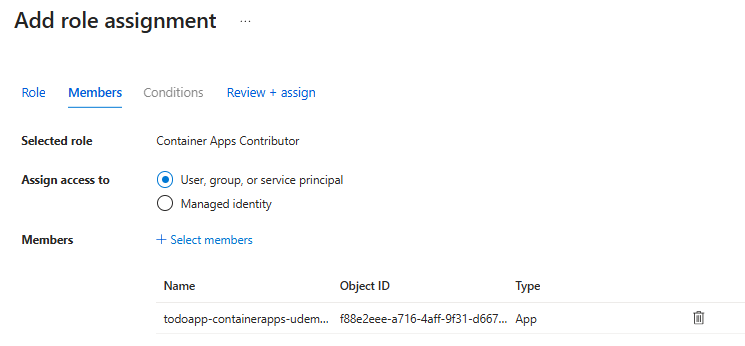 Add role assignment ...
Role Members Conditions Review + assign
Selected role Container Apps Contributor
Assign access to User, group, or service principal
Managed identity
Members + Select members
Name Object ID Type
todoapp-containerapps-udem... f88e2eee-a716-4aff-9f31-d667... App